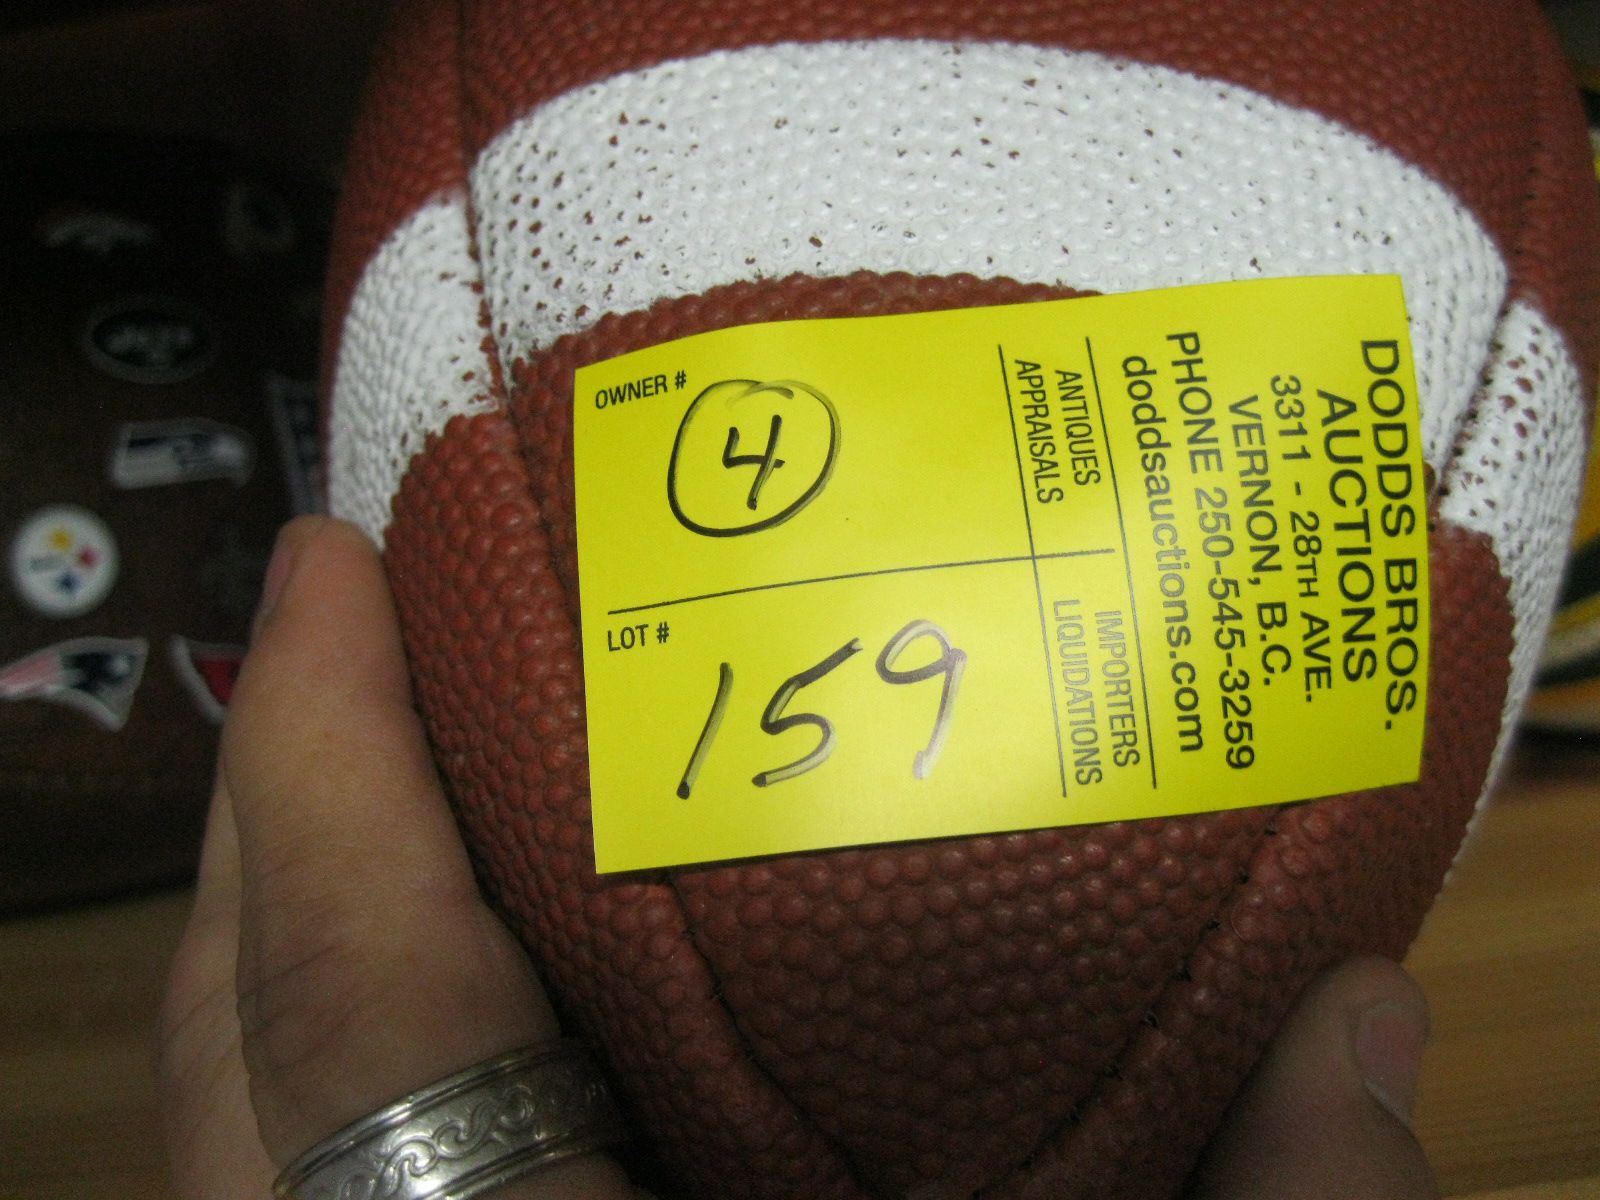 DODDS BROS.
AUCTIONS
3311 - 28TH AVE.
VERNON, B.C.
PHONE 250-545-3259
doddsauctions.com
ANTIQUES
APPRAISALS
IMPORTERS
LIQUIDATIONS
OWNER #
4
LOT #
159